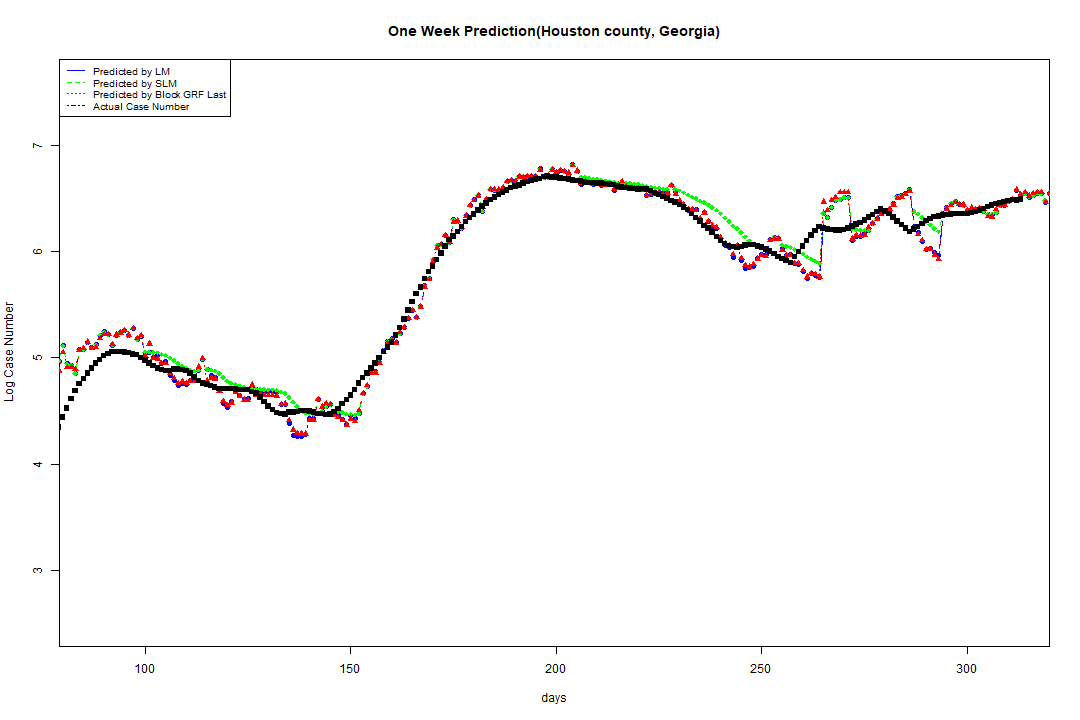 One Week Prediction(Houston county, Georgia)
Predicted by LM
Predicted by SLM
Predicted by Block GRF Last
Actual Case Number
7
6
5
4
3
Log Case Number
100 150 200 250 300
days